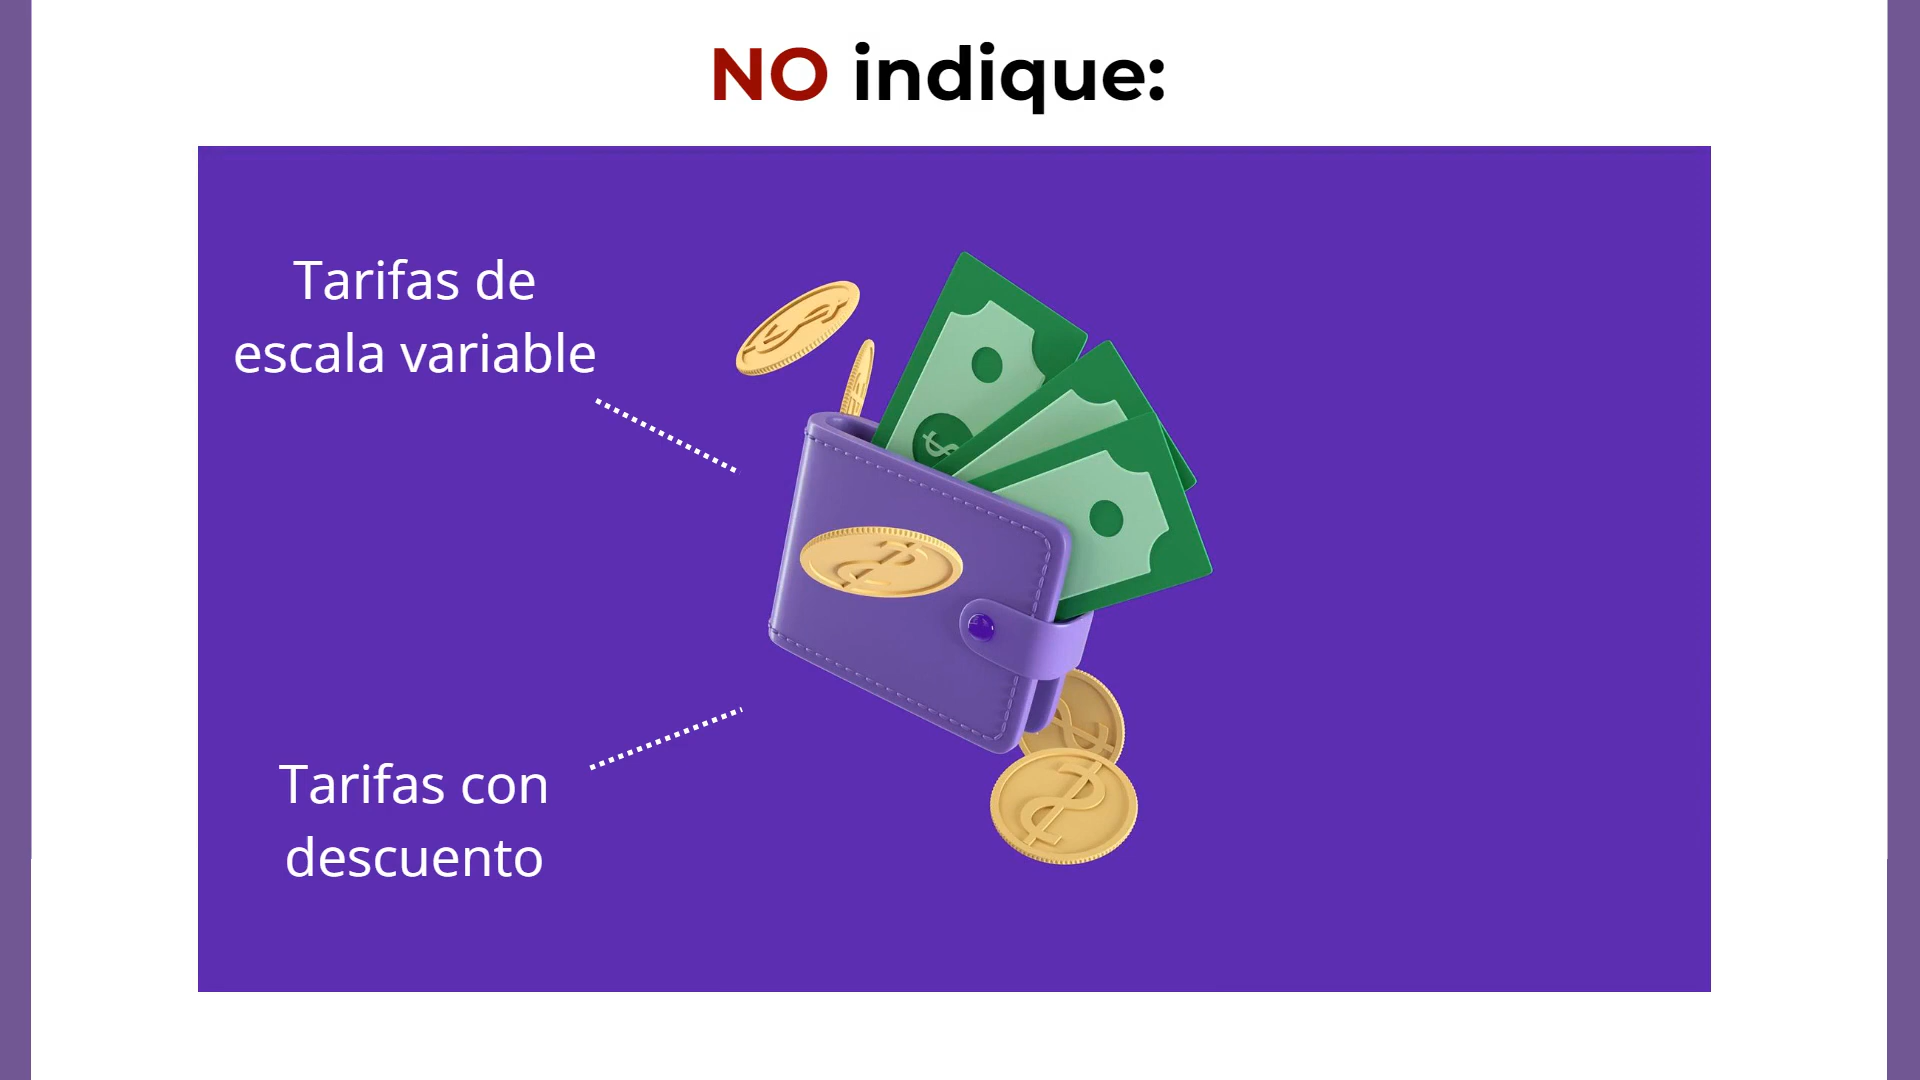 NO indique:
Tarifas de
escala variable
Tarifas con
descuento